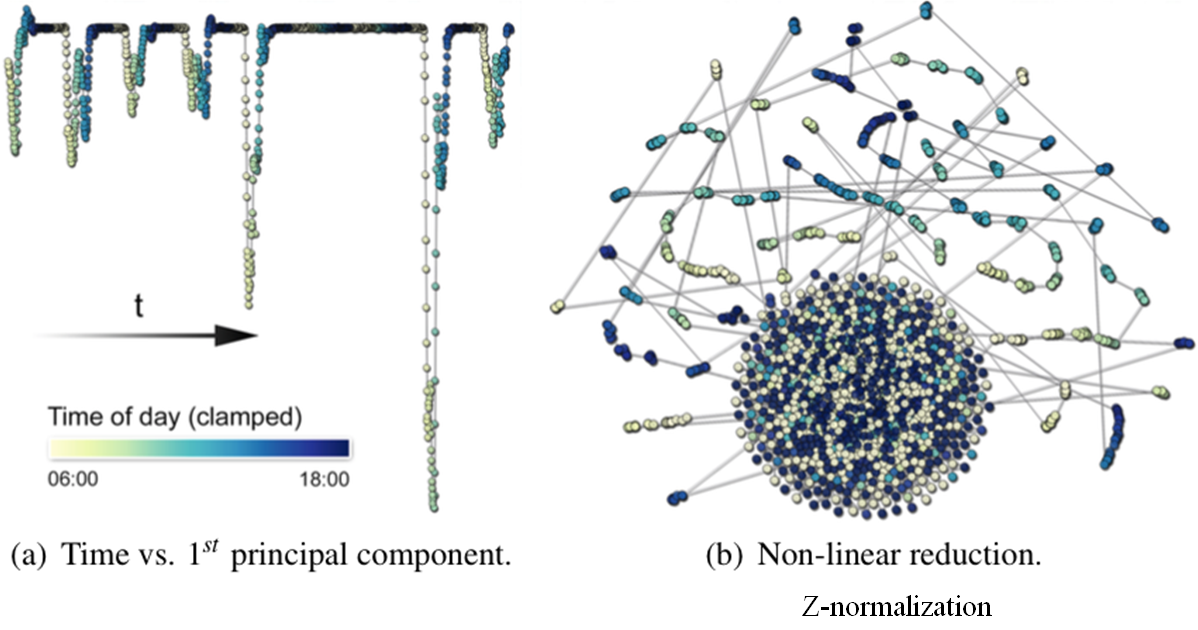 t
Time of day (clamped)
06:00 18:00
(a) Time vs. 1st principal component.
(b) Non-linear reduction.
Z-normalization